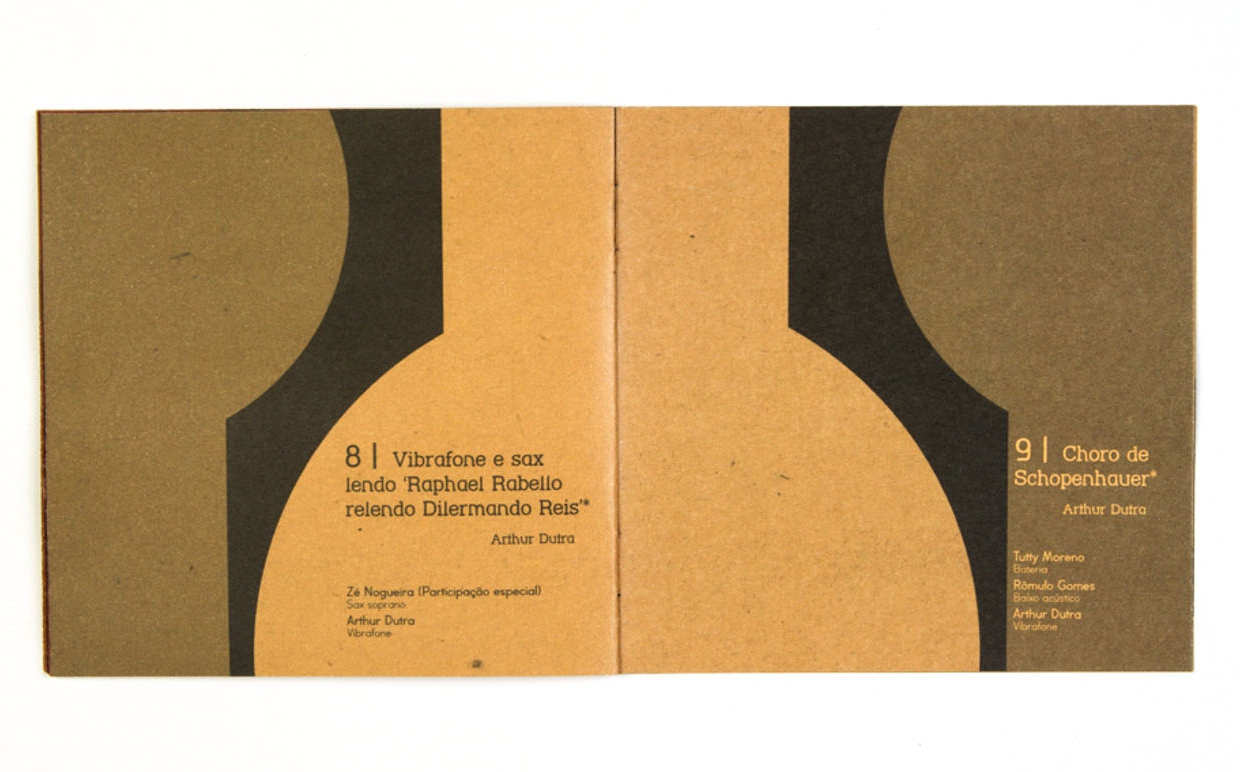 8 | Vibrafone e sax
lendo ‘Raphael Rabello
relendo Dilermando Reis’*
Arthur Dutra
Zé Nogueira (Participação especial)
Sax soprano
Arthur Dutra
Vibrafone
9 | Choro de
Schopenhauer*
Arthur Dutra
Tutty Moreno
Bateria
Rômulo Gomes
Baixo acústico
Arthur Dutra
Vibrafone